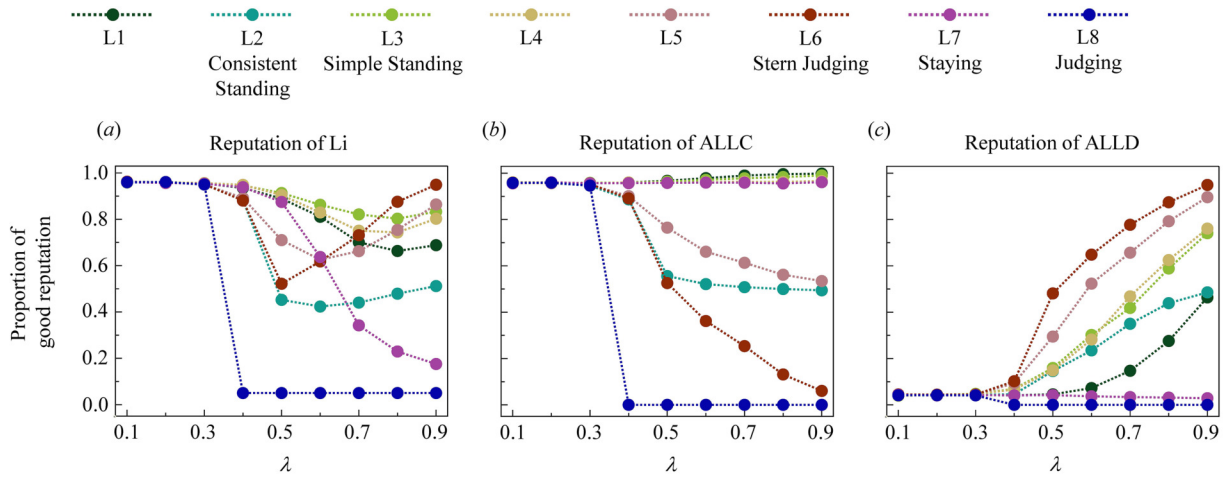 L1 L2 L3 L4 L5 L6 L7 L8
Consistent Simple Standing Stern Judging Staying Judging
Standing
(a) (b) (c)
Reputation of Li Reputation of ALLC Reputation of ALLD
Proportion of
good reputation
1.0
0.8
0.6
0.4
0.2
0.0
0.1 0.3 0.5 0.7 0.9 0.1 0.3 0.5 0.7 0.9 0.1 0.3 0.5 0.7 0.9
λ λ λ